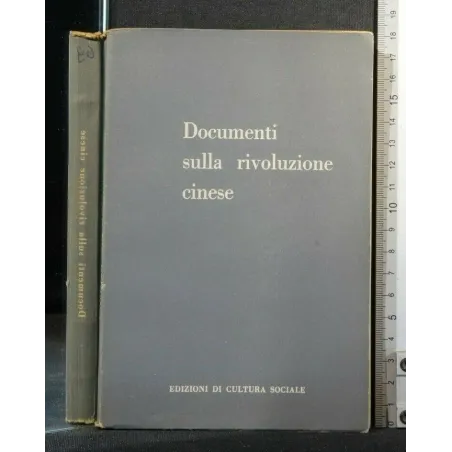 Documenti
sulla rivoluzione
cinese
EDIZIONI DI CULTURA SOCIALE
Documenti sulla rivoluzione cinese